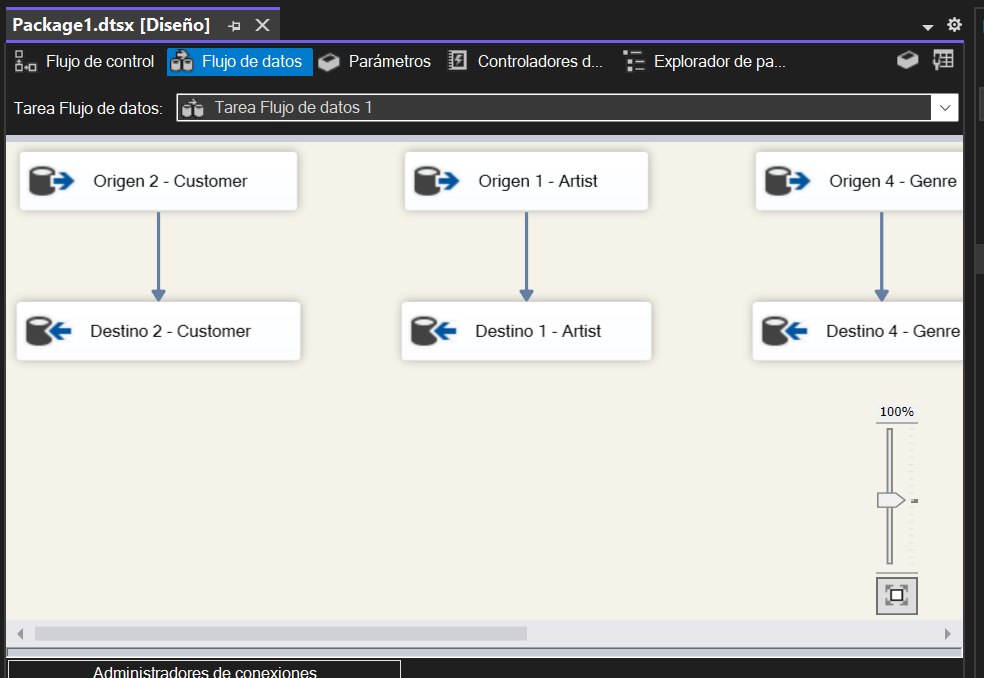 Package1.dtsx [Diseño]
Flujo de control Flujo de datos Parámetros Controladores d... Explorador de pa...
Tarea Flujo de datos: Tarea Flujo de datos 1
Origen 2 - Customer Origen 1 - Artist Origen 4 - Genre
Destino 2 - Customer Destino 1 - Artist Destino 4 - Genre
100%
Administradores de conexiones